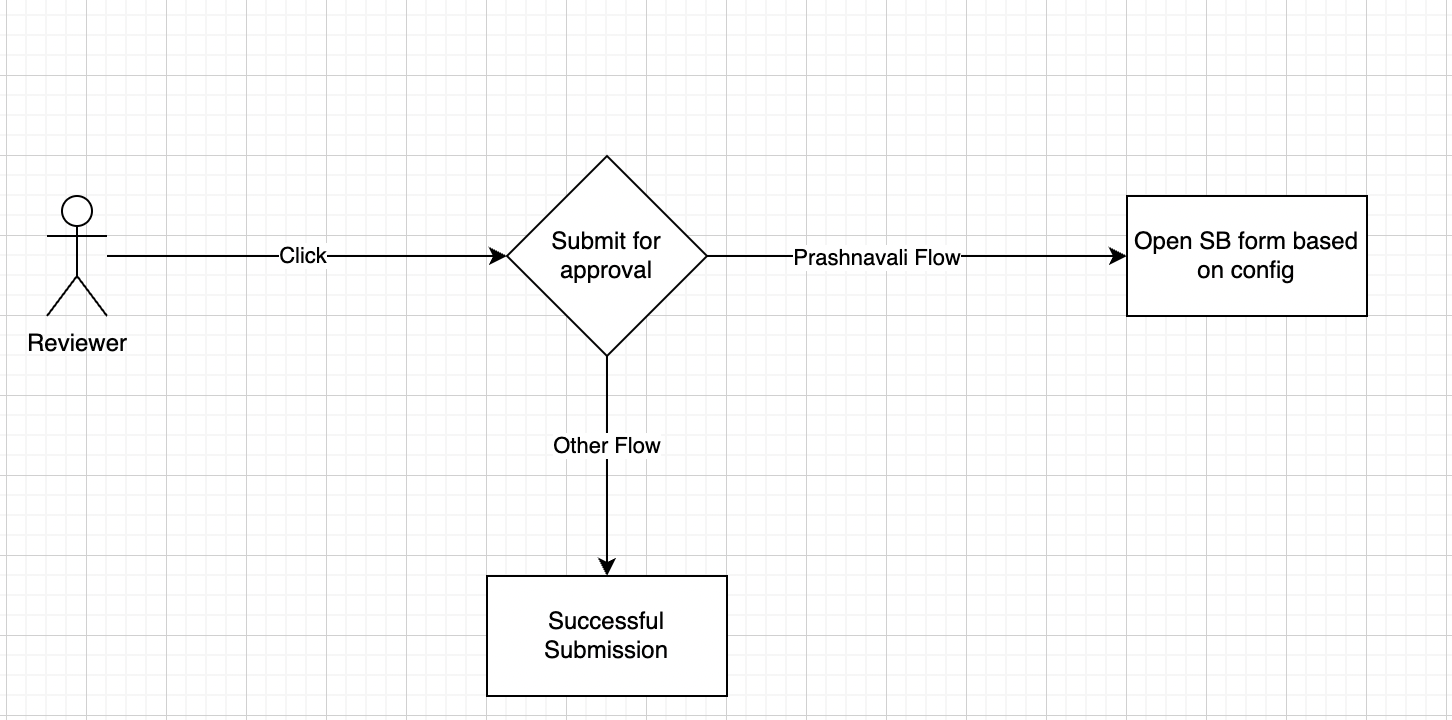 Click
Submit for
approval
Prashnavali Flow
Open SB form based
on config
Reviewer
Other Flow
Successful
Submission